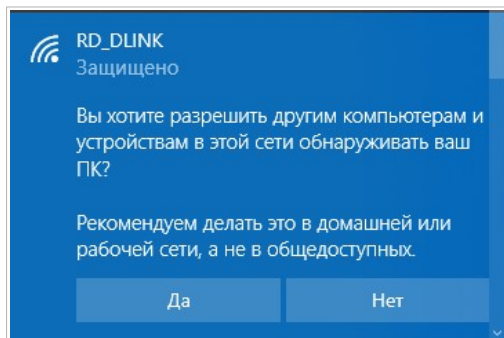 RD_DLINK
Защищено
Вы хотите разрешить другим компьютерам и
устройствам в этой сети обнаруживать ваш
ПК?
Рекомендуем делать это в домашней или
рабочей сети, а не в общедоступных.
Да
Нет